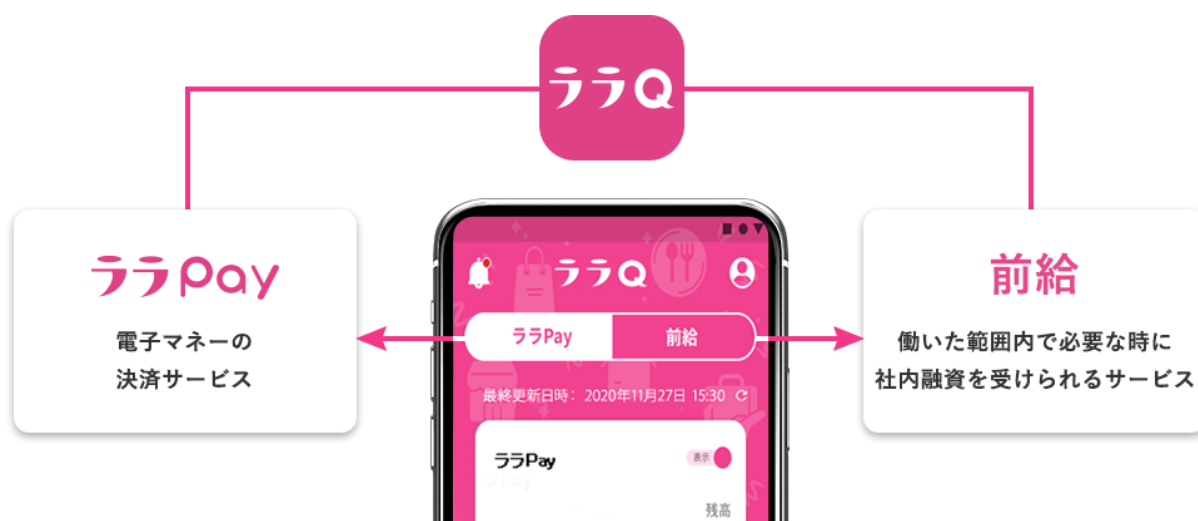 ララQ
ララPay
電子マネーの
決済サービス
ララQ
ララPay
前給
最終更新日時： 2020年11月27日 15:30
ララPay
表示
残高
前給
働いた範囲内で必要な時に
社内融資を受けられるサービス